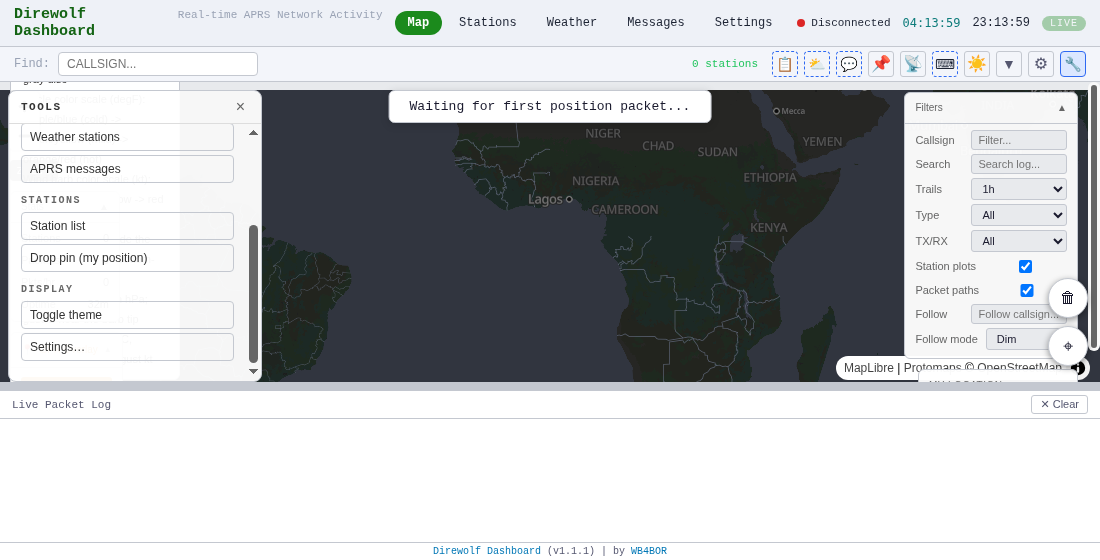 Direwolf
Dashboard
Real-time APRS Network Activity
Map
Stations
Weather
Messages
Settings
Disconnected
04:13:59
23:13:59
LIVE
Find:
CALLSIGN...
0 stations
TOOLS
×
Weather stations
APRS messages
STATIONS
Station list
Drop pin (my position)
DISPLAY
Toggle theme
Settings…
Waiting for first position packet...
Mecca
NIGER
CHAD
SUDAN
YEMEN
NIGERIA
ETHIOPIA
Lagos
CAMEROON
KENYA
Filters ▲
Callsign Filter...
Search Search log...
Trails 1h
Type All
TX/RX All
Station plots
Packet paths
Follow Follow callsign...
Follow mode Dim
MapLibre | Protomaps © OpenStreetMap
Live Packet Log
✕ Clear
Direwolf Dashboard (v1.1.1) | by WB4BOR